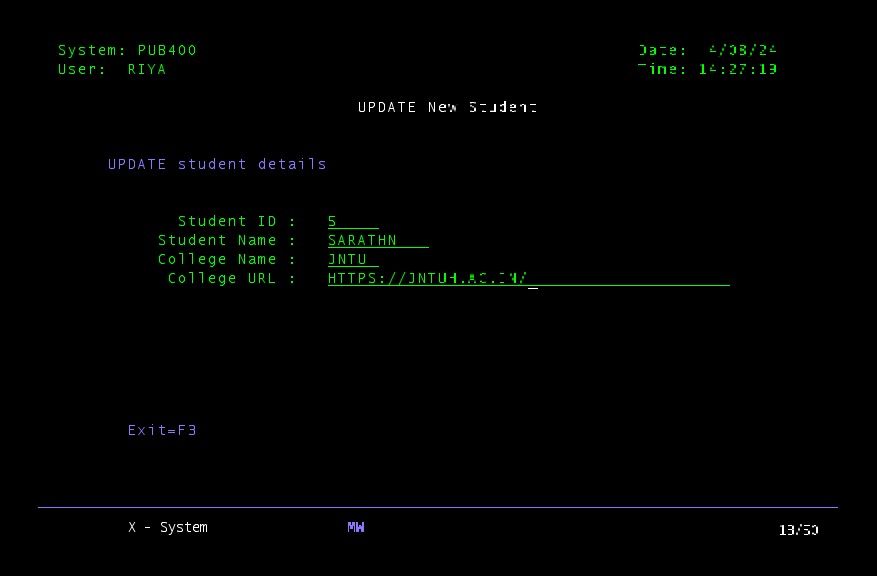 System: PUB400 Date: 4/08/24
User: RIYA Time: 14:27:19
UPDATE New Student
UPDATE student details
Student ID : 5
Student Name : SARATHN
College Name : JNTU
College URL : HTTPS://JNTUH.AC.IN/
Exit=F3
X - System MW 13/50